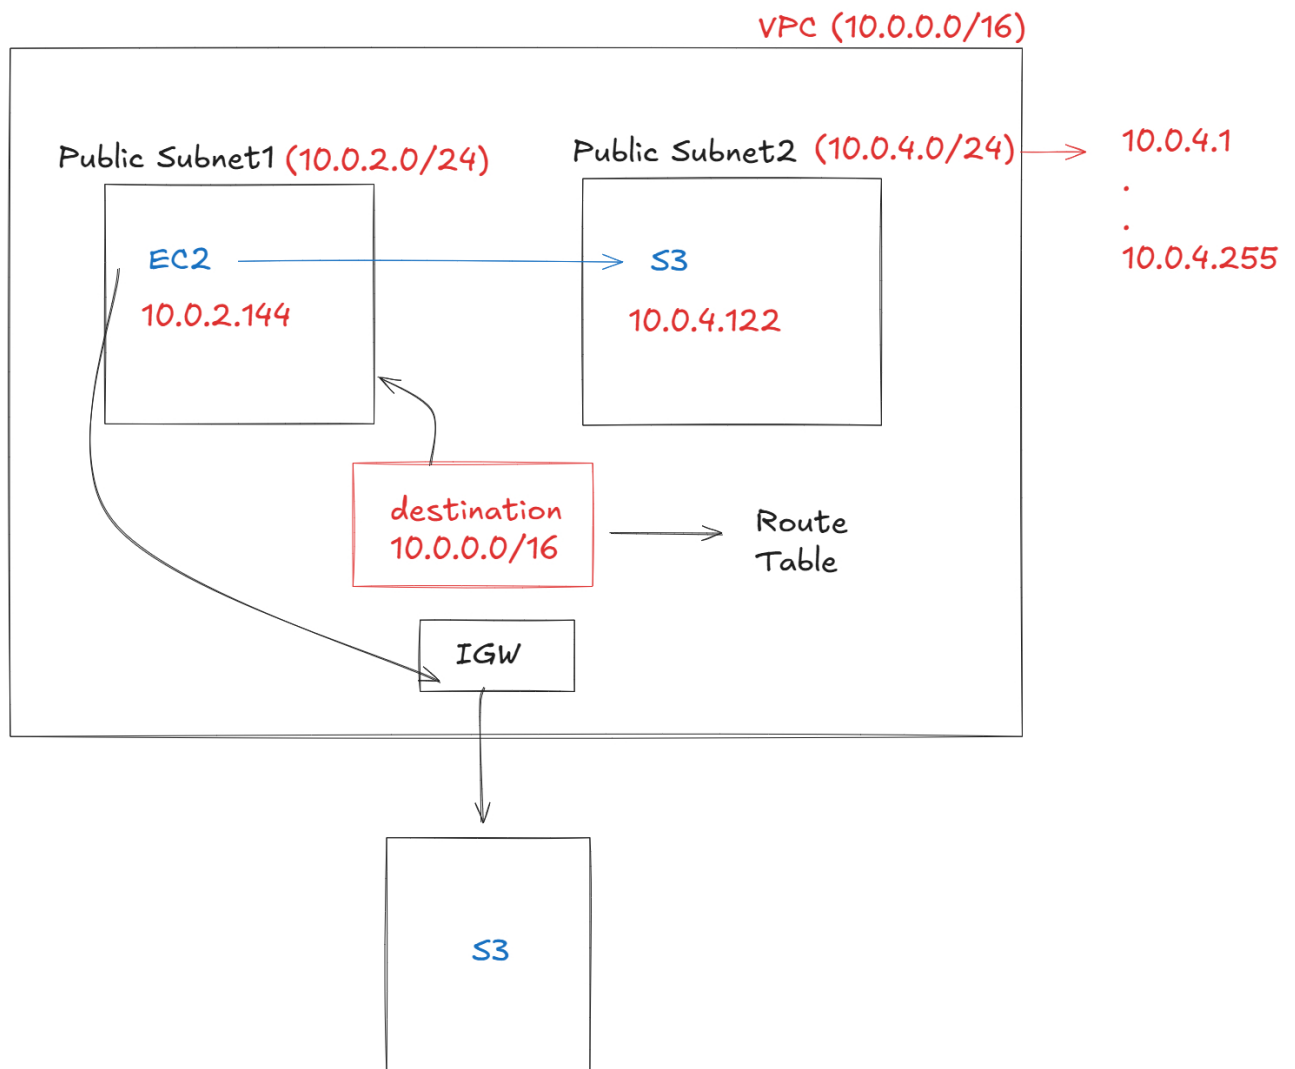 VPC (10.0.0.0/16)
Public Subnet1 (10.0.2.0/24)
Public Subnet2 (10.0.4.0/24)
10.0.4.1
.
.
10.0.4.255
EC2
10.0.2.144
S3
10.0.4.122
destination
10.0.0.0/16
Route
Table
IGW
S3